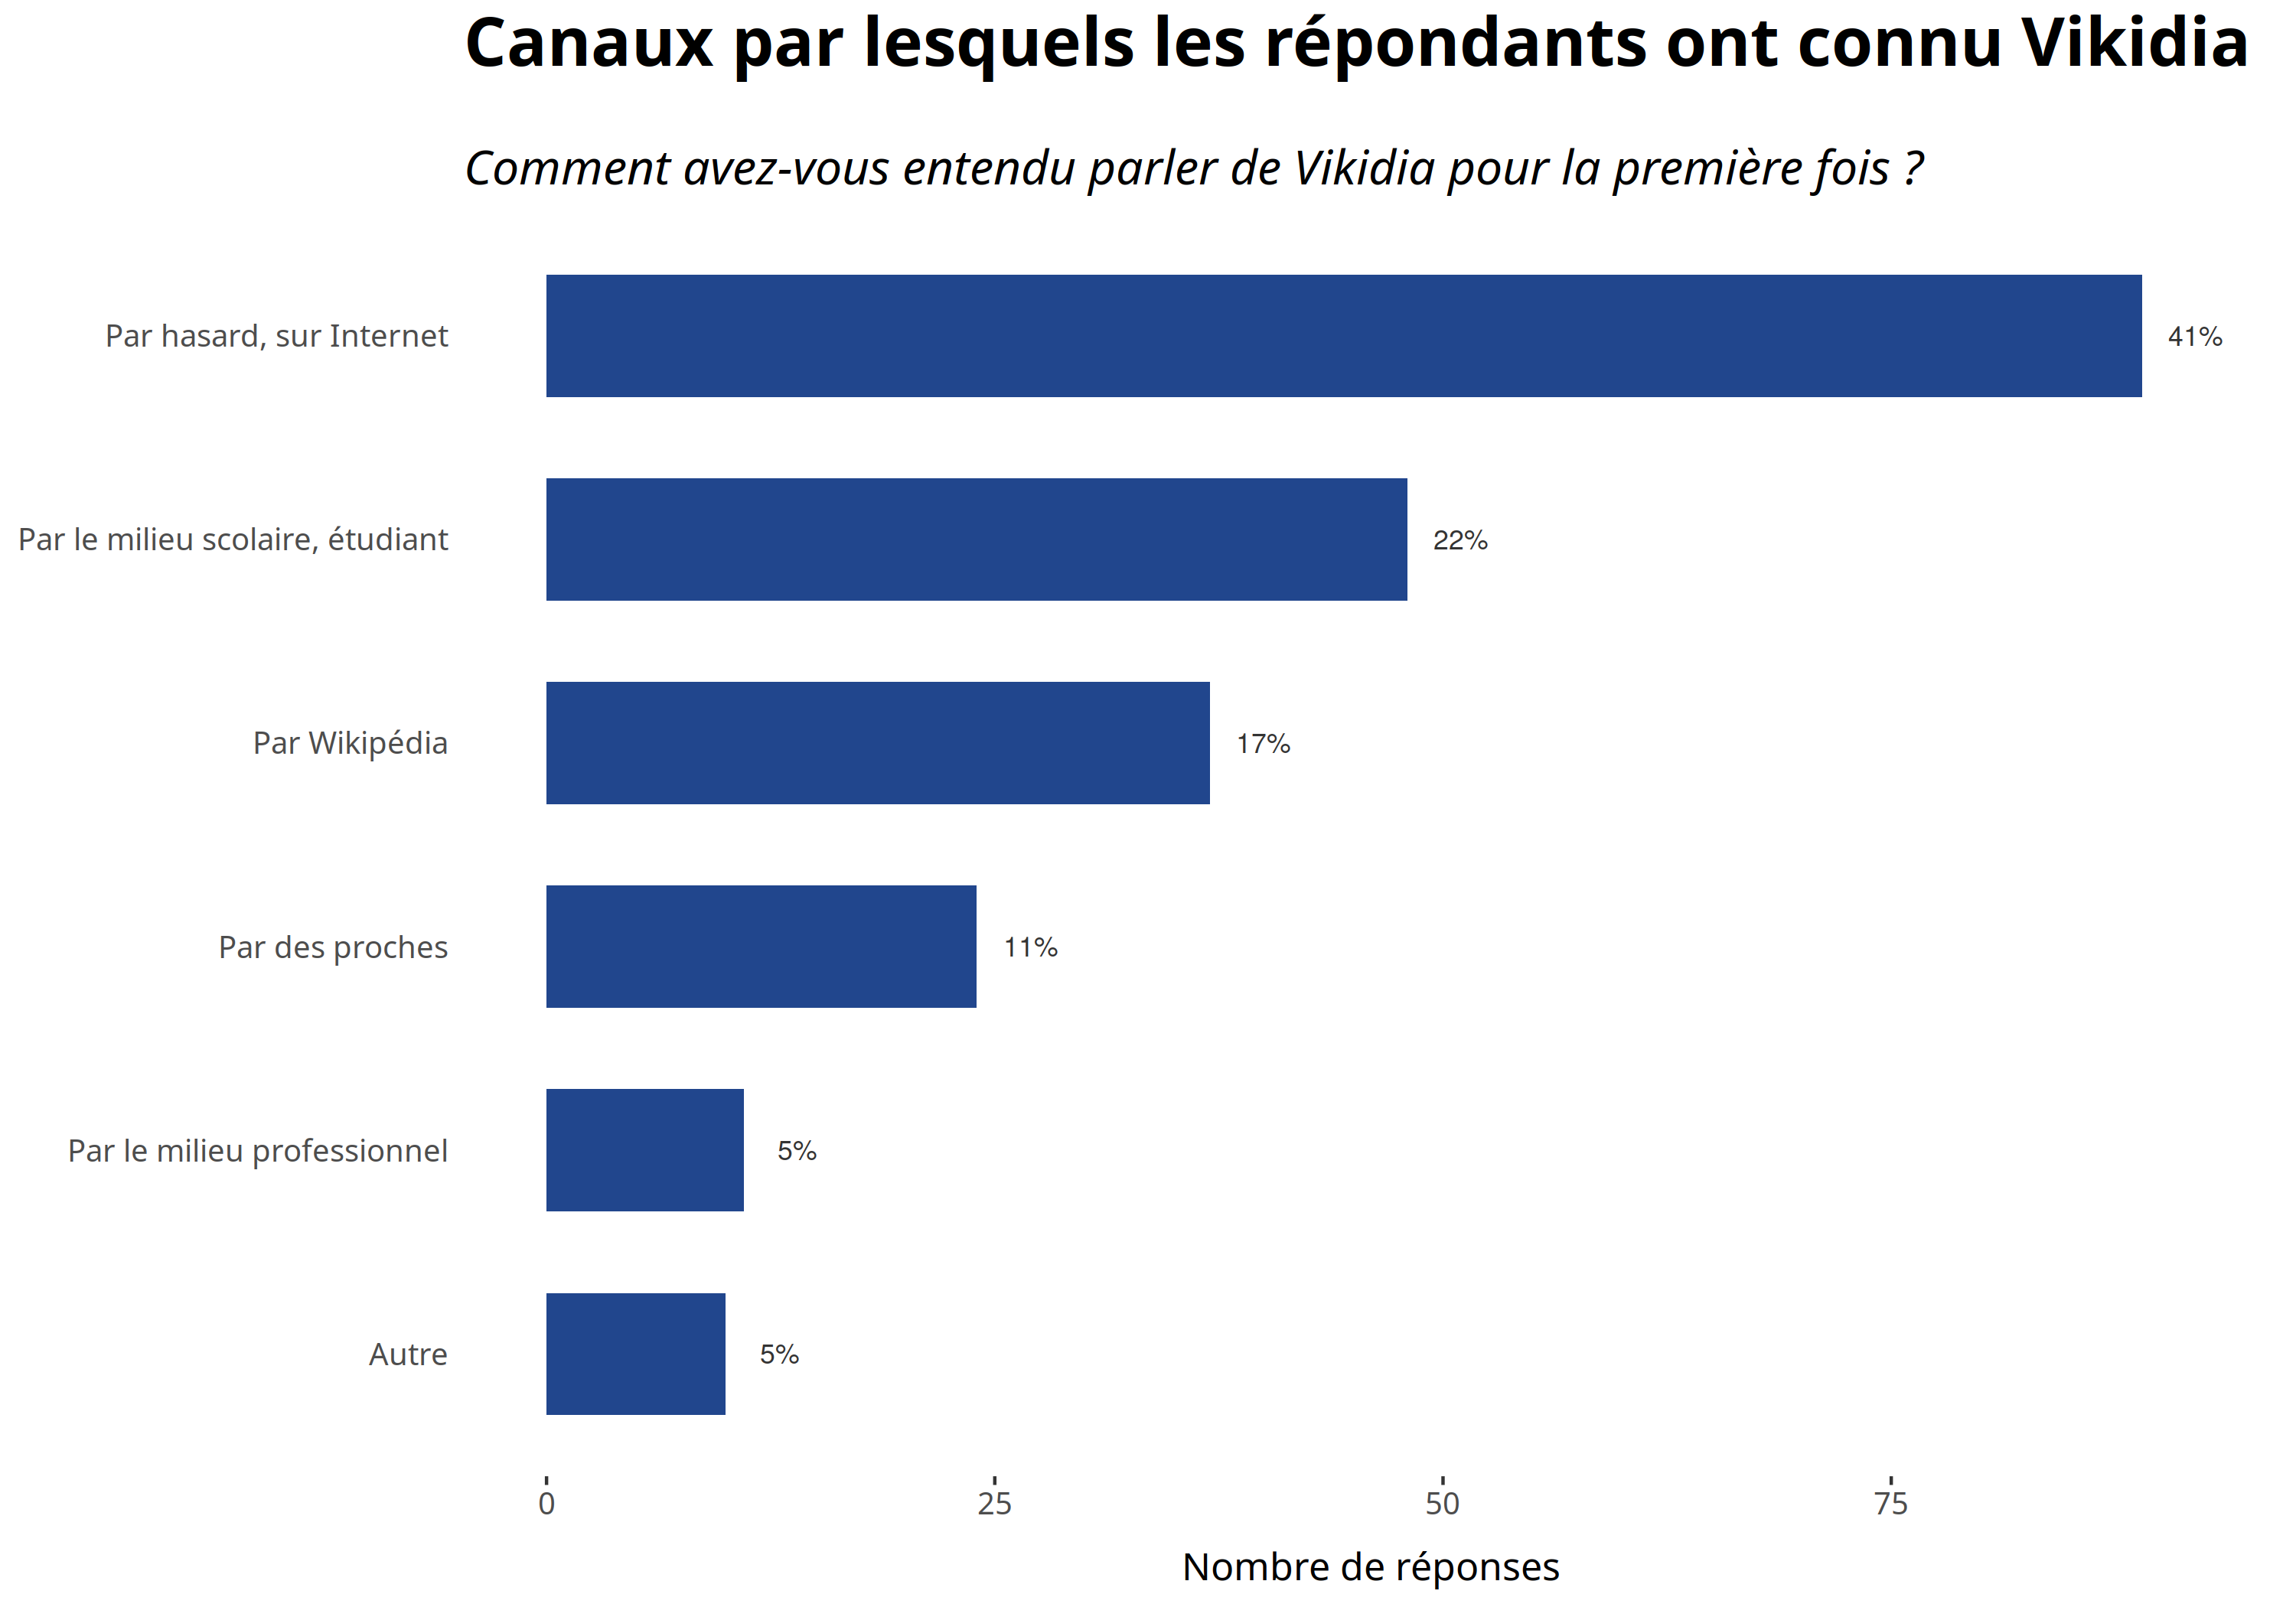 Canaux par lesquels les répondants ont connu Vikidia
Comment avez-vous entendu parler de Vikidia pour la première fois ?
Par hasard, sur Internet
41%
Par le milieu scolaire, étudiant
22%
Par Wikipédia
17%
Par des proches
11%
Par le milieu professionnel
5%
Autre
5%
0 25 50 75
Nombre de réponses